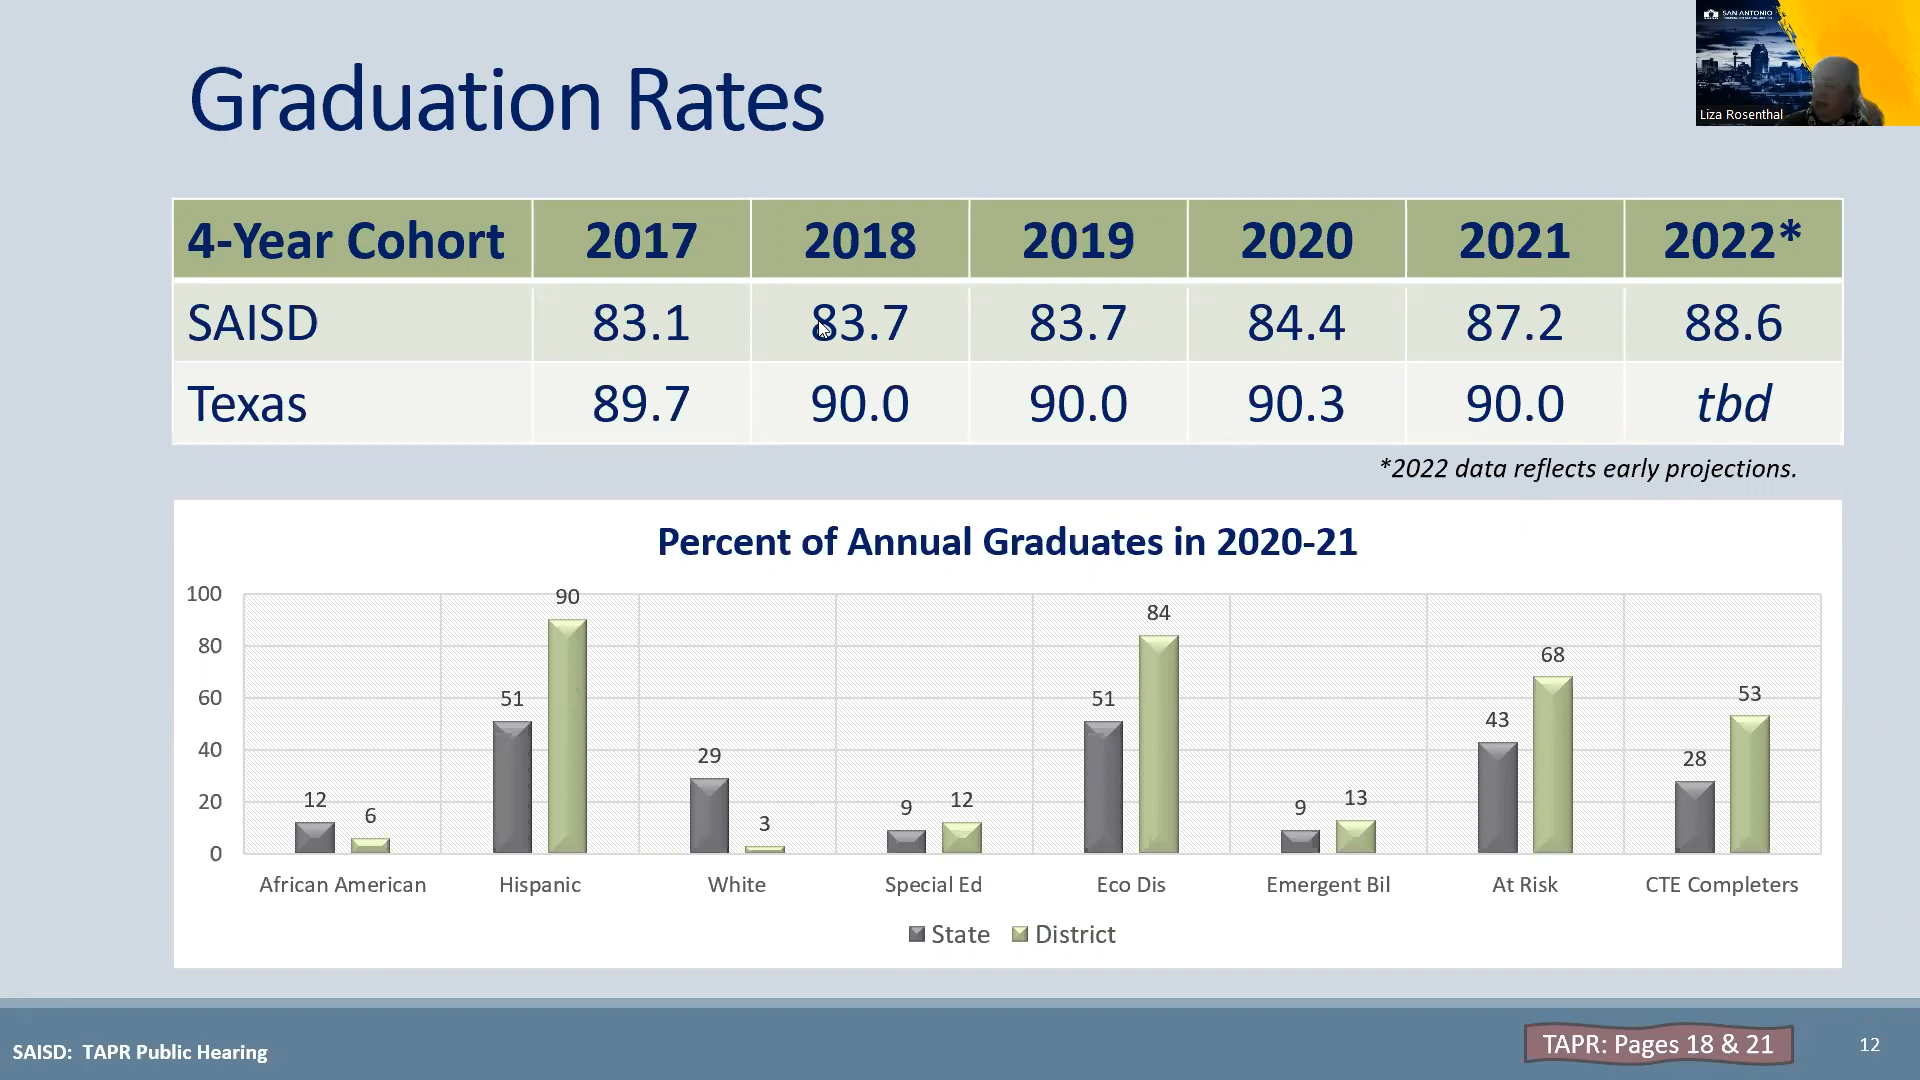 SAN ANTONIO
Liza Rosenthal
Graduation Rates
4-Year Cohort 2017 2018 2019 2020 2021 2022*
SAISD 83.1 83.7 83.7 84.4 87.2 88.6
Texas 89.7 90.0 90.0 90.3 90.0 tbd
*2022 data reflects early projections.
Percent of Annual Graduates in 2020-21
100
80
60
40
20
0
12 6 51 90 29 3 9 12 51 84 9 13 43 68 28 53
African American Hispanic White Special Ed Eco Dis Emergent Bil At Risk CTE Completers
State District
SAISD: TAPR Public Hearing
TAPR: Pages 18 & 21
12